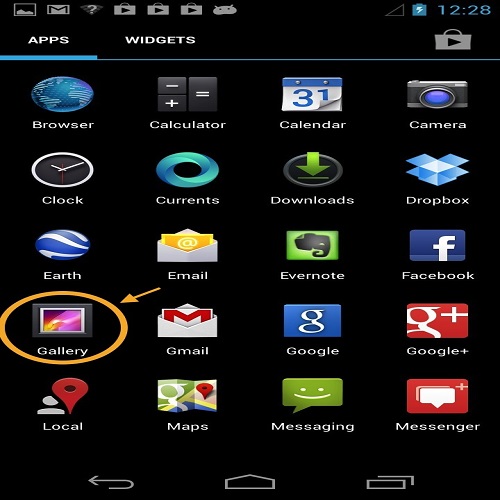 12:28
APPS WIDGETS
Browser Calculator Calendar Camera
31
Clock Currents Downloads Dropbox
Earth Email Evernote Facebook
Gallery Gmail Google Google+
Local Maps Messaging Messenger